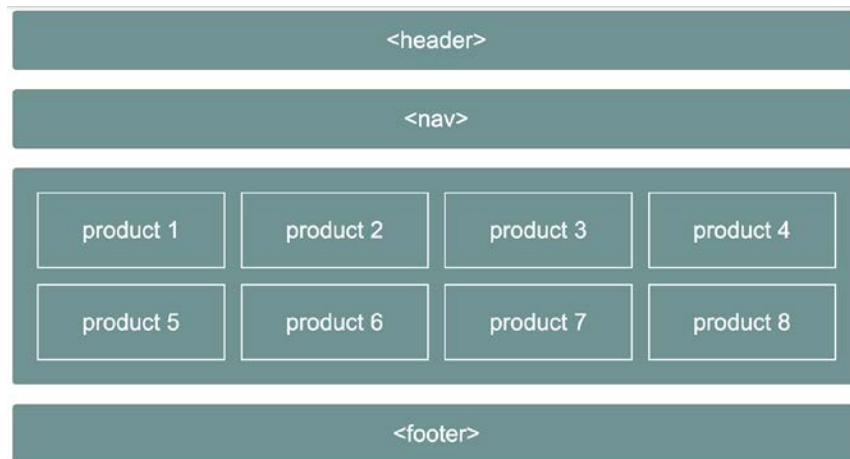 <header>
<nav>
product 1 product 2 product 3 product 4
product 5 product 6 product 7 product 8
<footer>